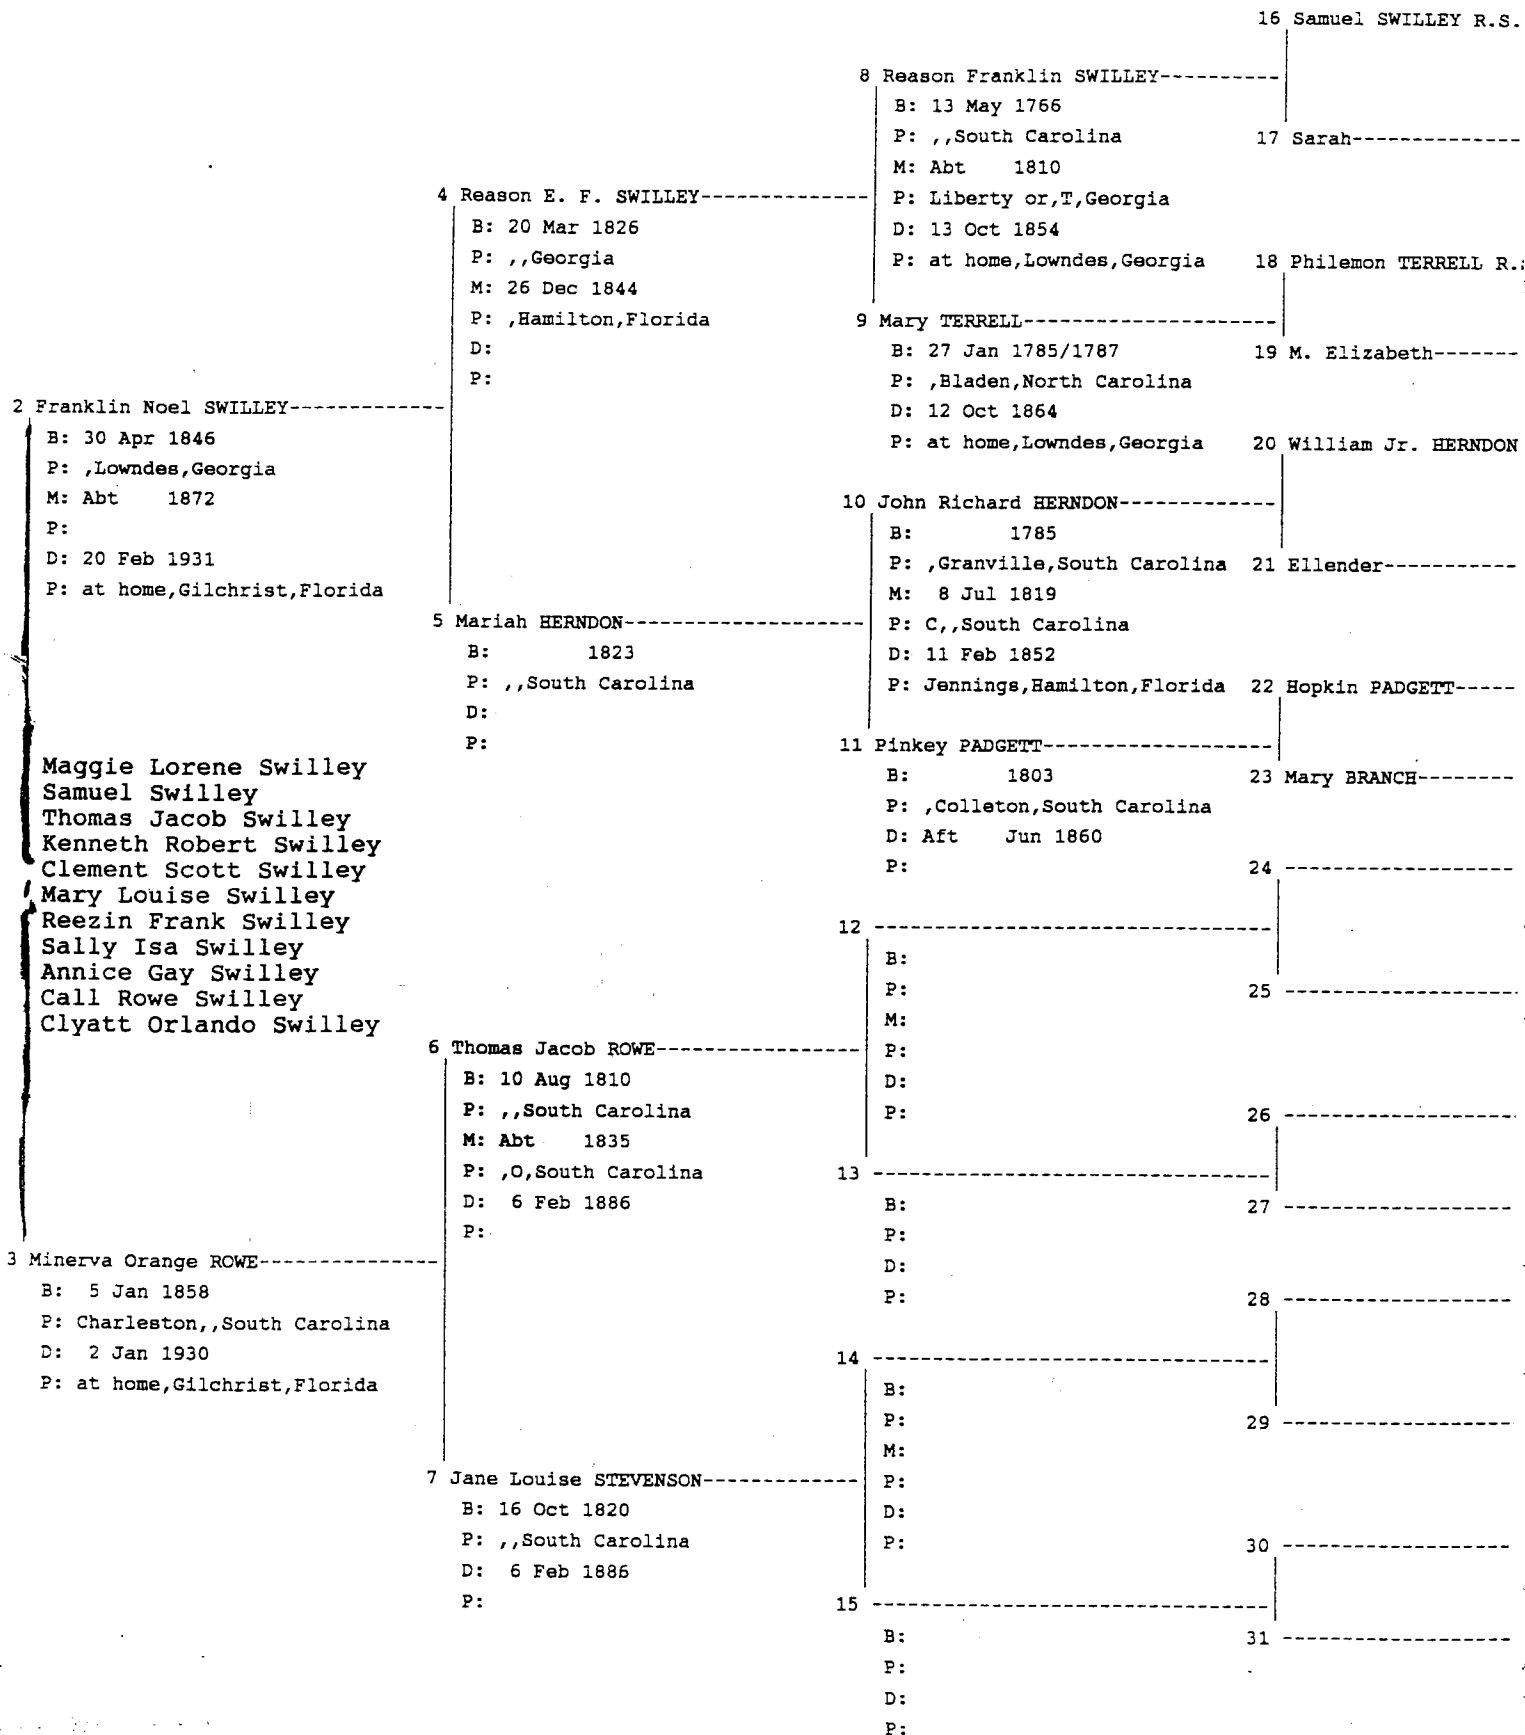 2 Franklin Noel SWILLEY-------------
B: 30 Apr 1846
P: ,Lowndes,Georgia
M: Abt 1872
P:
D: 20 Feb 1931
P: at home,Gilchrist,Florida
Maggie Lorene Swilley
Samuel Swilley
Thomas Jacob Swilley
Kenneth Robert Swilley
Clement Scott Swilley
Mary Louise Swilley
Reezin Frank Swilley
Sally Isa Swilley
Annice Gay Swilley
Call Rowe Swilley
Clyatt Orlando Swilley
3 Minerva Orange ROWE---------------
B: 5 Jan 1858
P: Charleston,,South Carolina
D: 2 Jan 1930
P: at home,Gilchrist,Florida
4 Reason E. F. SWILLEY--------------
B: 20 Mar 1826
P: ,,Georgia
M: 26 Dec 1844
P: ,Hamilton,Florida
D:
P:
5 Mariah HERNDON--------------------
B: 1823
P: ,,South Carolina
D:
P:
6 Thomas Jacob ROWE-----------------
B: 10 Aug 1810
P: ,,South Carolina
M: Abt 1835
P: ,O,South Carolina
D: 6 Feb 1886
P:
7 Jane Louise STEVENSON-------------
B: 16 Oct 1820
P: ,,South Carolina
D: 6 Feb 1886
P:
8 Reason Franklin SWILLEY----------
B: 13 May 1766
P: ,,South Carolina
M: Abt 1810
P: Liberty or,T,Georgia
D: 13 Oct 1854
P: at home,Lowndes,Georgia
9 Mary TERRELL---------------------
B: 27 Jan 1785/1787
P: ,Bladen,North Carolina
D: 12 Oct 1864
P: at home,Lowndes,Georgia
10 John Richard HERNDON-------------
B: 1785
P: ,Granville,South Carolina
M: 8 Jul 1819
P: C,,South Carolina
D: 11 Feb 1852
P: Jennings,Hamilton,Florida
11 Pinkey PADGETT-------------------
B: 1803
P: ,Colleton,South Carolina
D: Aft Jun 1860
P:
12 ---------------------------------
B:
P:
M:
P:
D:
P:
13 ---------------------------------
B:
P:
D:
P:
14 ---------------------------------
B:
P:
M:
P:
D:
P:
15 ---------------------------------
B:
P:
D:
P:
16 Samuel SWILLEY R.S.
17 Sarah--------------
18 Philemon TERRELL R.
19 M. Elizabeth-------
20 William Jr. HERNDON
21 Ellender-----------
22 Hopkin PADGETT-----
23 Mary BRANCH--------
24 -------------------
25 -------------------
26 -------------------
27 -------------------
28 -------------------
29 -------------------
30 -------------------
31 -------------------